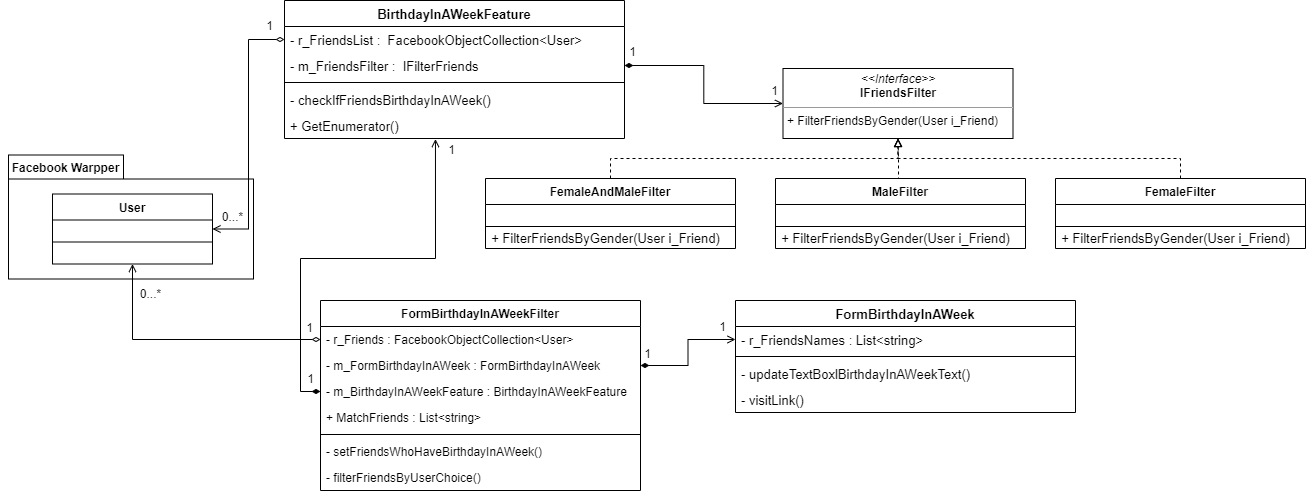 BirthdayInAWeekFeature
1
- r_FriendsList :  FacebookObjectCollection<User>
- m_FriendsFilter :  IFilterFriends
1
- checkIfFriendsBirthdayInAWeek()
+ GetEnumerator()
1
1
<<Interface>>
IFriendsFilter
+ FilterFriendsByGender(User i_Friend)
Facebook Warpper
User
0...*
0...*
FemaleAndMaleFilter
+ FilterFriendsByGender(User i_Friend)
MaleFilter
+ FilterFriendsByGender(User i_Friend)
FemaleFilter
+ FilterFriendsByGender(User i_Friend)
FormBirthdayInAWeekFilter
1
- r_Friends : FacebookObjectCollection<User>
- m_FormBirthdayInAWeek : FormBirthdayInAWeek
1
1
- m_BirthdayInAWeekFeature : BirthdayInAWeekFeature
+ MatchFriends : List<string>
- setFriendsWhoHaveBirthdayInAWeek()
- filterFriendsByUserChoice()
1
FormBirthdayInAWeek
- r_FriendsNames : List<string>
- updateTextBoxIBirthdayInAWeekText()
- visitLink()